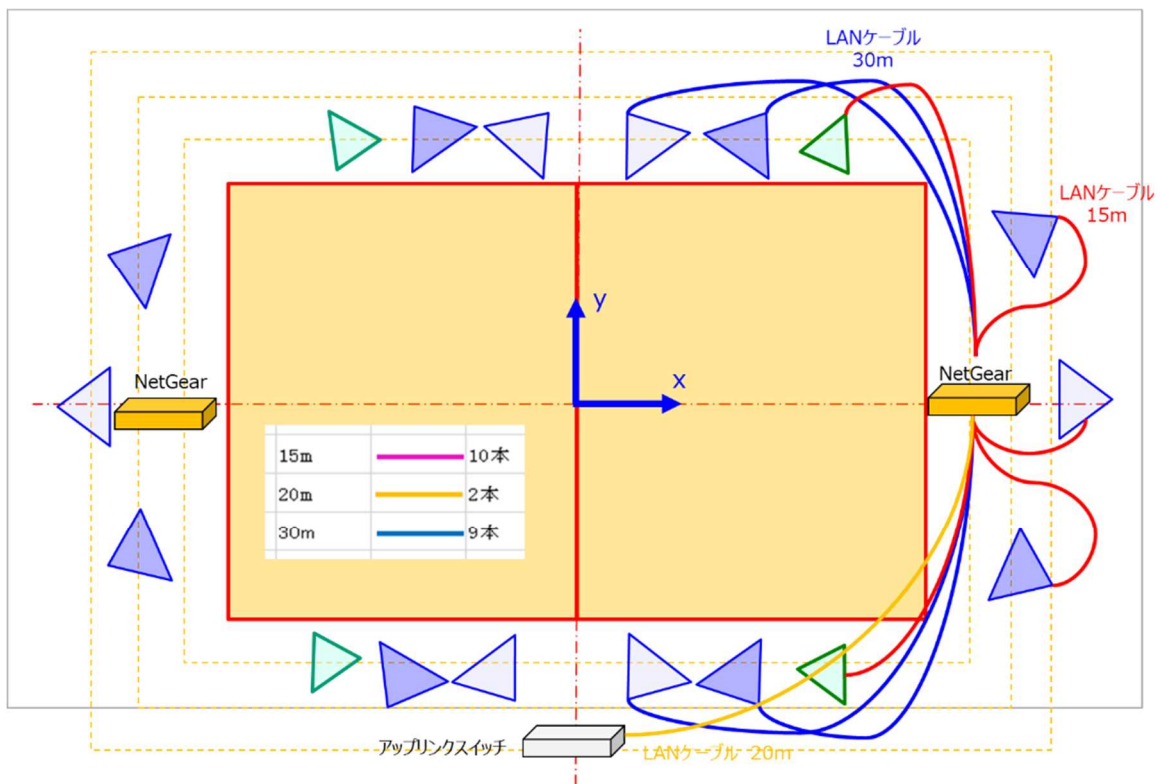 LANケーブル
30m
LANケーブル
15m
y
x
NetGear
NetGear
15m 10本
20m 2本
30m 9本
アップリンクスイッチ
LANケーブル 20m